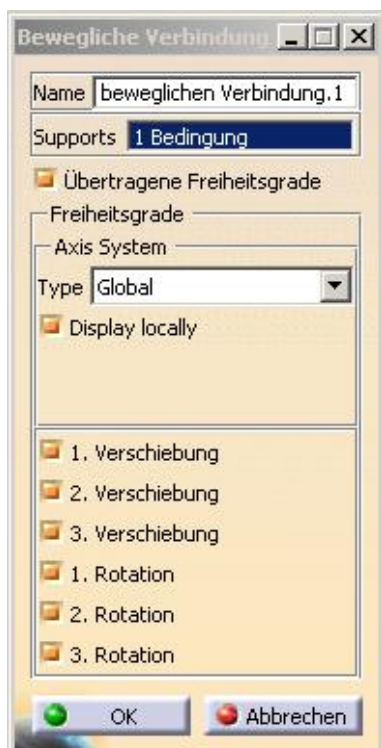 Bewegliche Verbindung
Name beweglichen Verbindung.1
Supports 1 Bedingung
Übertragene Freiheitsgrade
Freiheitsgrade
Axis System
Type Global
Display locally
1. Verschiebung
2. Verschiebung
3. Verschiebung
1. Rotation
2. Rotation
3. Rotation
OK Abbrechen